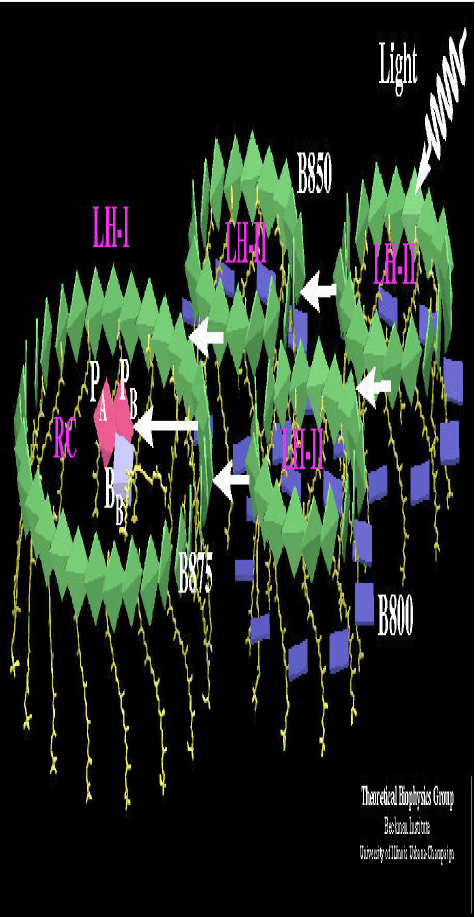 Light
B850
LH-I
LH-II
LH-II
P A
P B
RC
LH-II
B B
B875
B800
Theoretical Biophysics Group
Beckman Institute
University of Illinois Urbana-Champaign